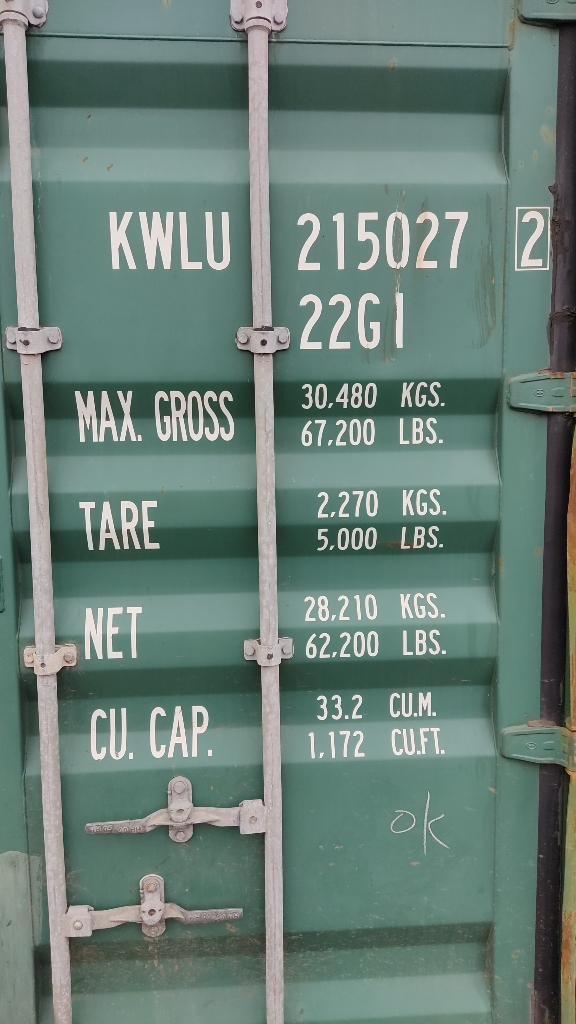 KWLU 215027 2
22G1
MAX. GROSS 30,480 KGS.
67,200 LBS.
TARE 2,270 KGS.
5,000 LBS.
NET 28,210 KGS.
62,200 LBS.
CU. CAP. 33.2 CU.M.
1,172 CU.FT.
ok